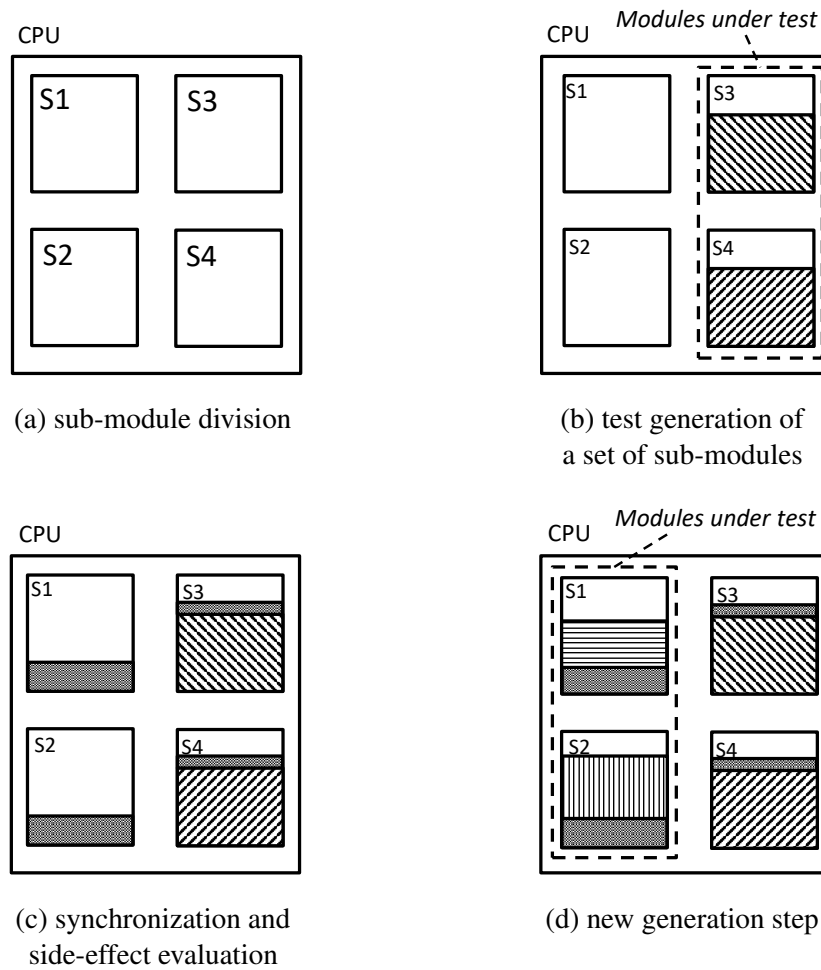 CPU
S1
S3
S2
S4
(a) sub-module division
Modules under test
CPU
S1
S3
S2
S4
(b) test generation of
a set of sub-modules
CPU
S1
S3
S2
S4
(c) synchronization and
side-effect evaluation
Modules under test
CPU
S1
S3
S2
S4
(d) new generation step